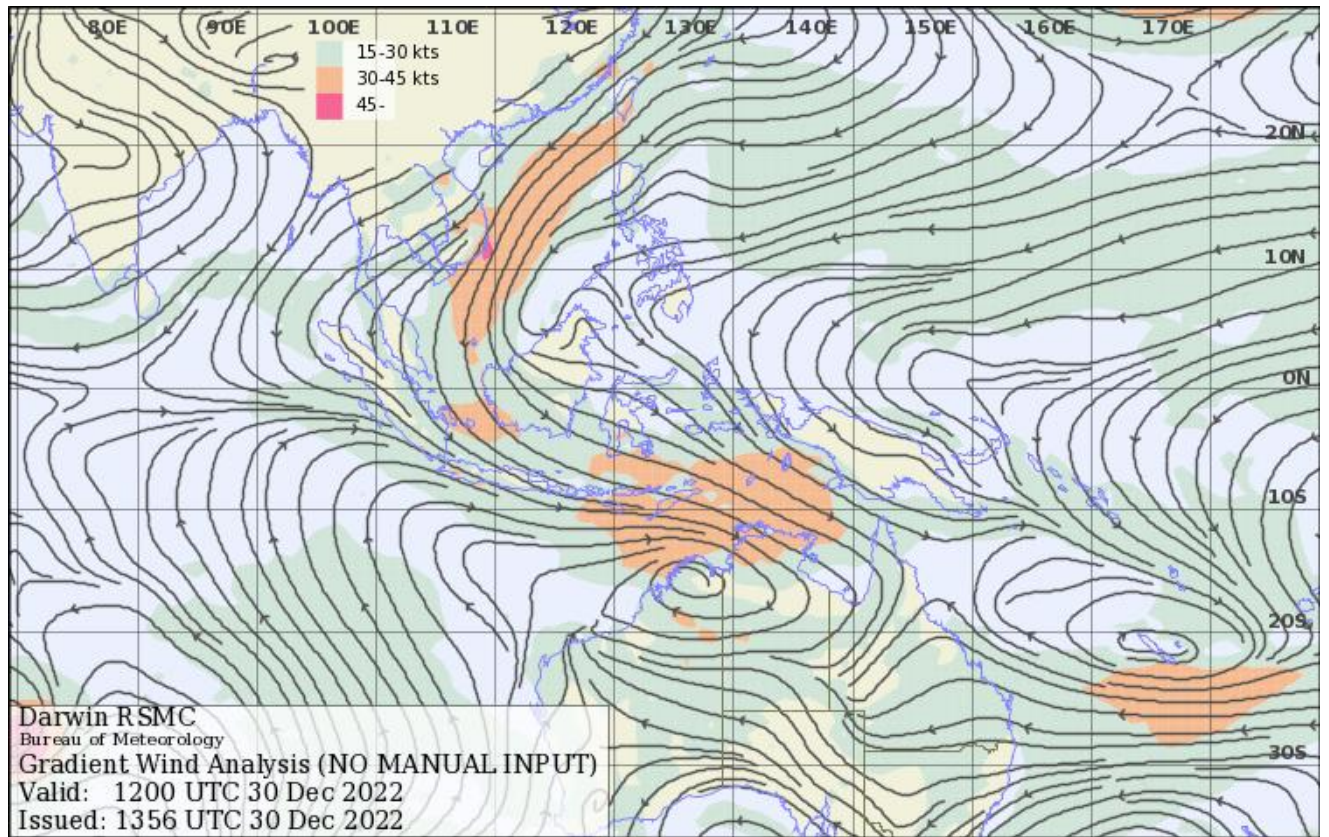 80E 90E 100E 110E 120E 130E 140E 150E 160E 170E
15-30 kts
30-45 kts
45-
20N
10N
0N
10S
20S
30S
Darwin RSMC
Bureau of Meteorology
Gradient Wind Analysis (NO MANUAL INPUT)
Valid: 1200 UTC 30 Dec 2022
Issued: 1356 UTC 30 Dec 2022